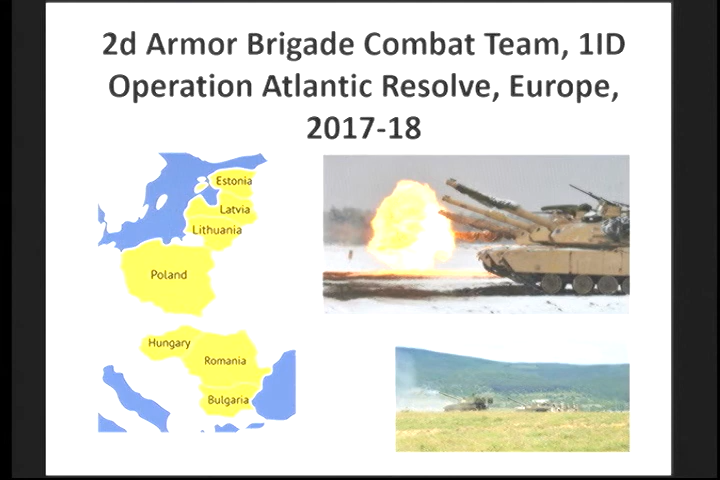 2d Armor Brigade Combat Team, 1ID
Operation Atlantic Resolve, Europe,
2017-18
Estonia
Latvia
Lithuania
Poland
Hungary
Romania
Bulgaria